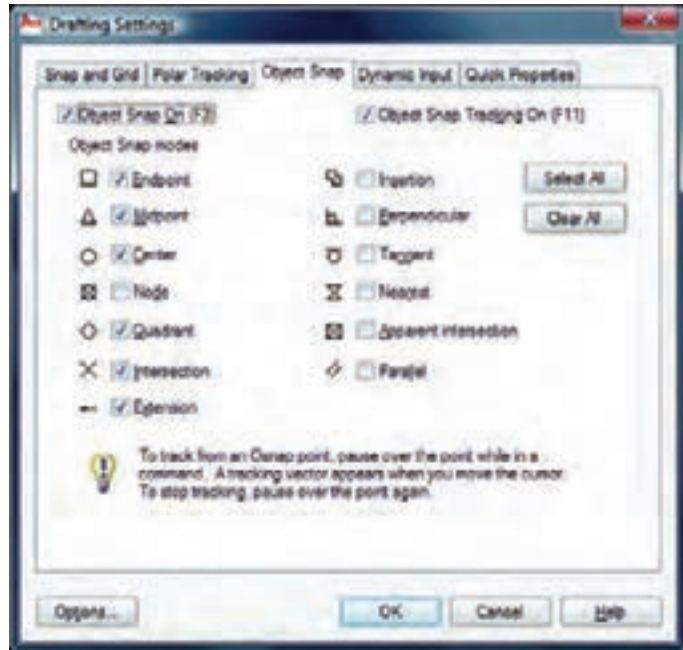 Drafting Settings
Snap and Grid Polar Tracking Object Snap Dynamic Input Quick Properties
Object Snap On (F3) Object Snap Tracking On (F11)
Object Snap modes
Endpoint Insertion Select All
Midpoint Perpendicular Clear All
Center Tangent
Node Nearest
Quadrant Apparent intersection
Intersection Parallel
Extension
To track from an Osnap point, pause over the point while in a
command. A tracking vector appears when you move the cursor.
To stop tracking, pause over the point again.
Options... OK Cancel Help